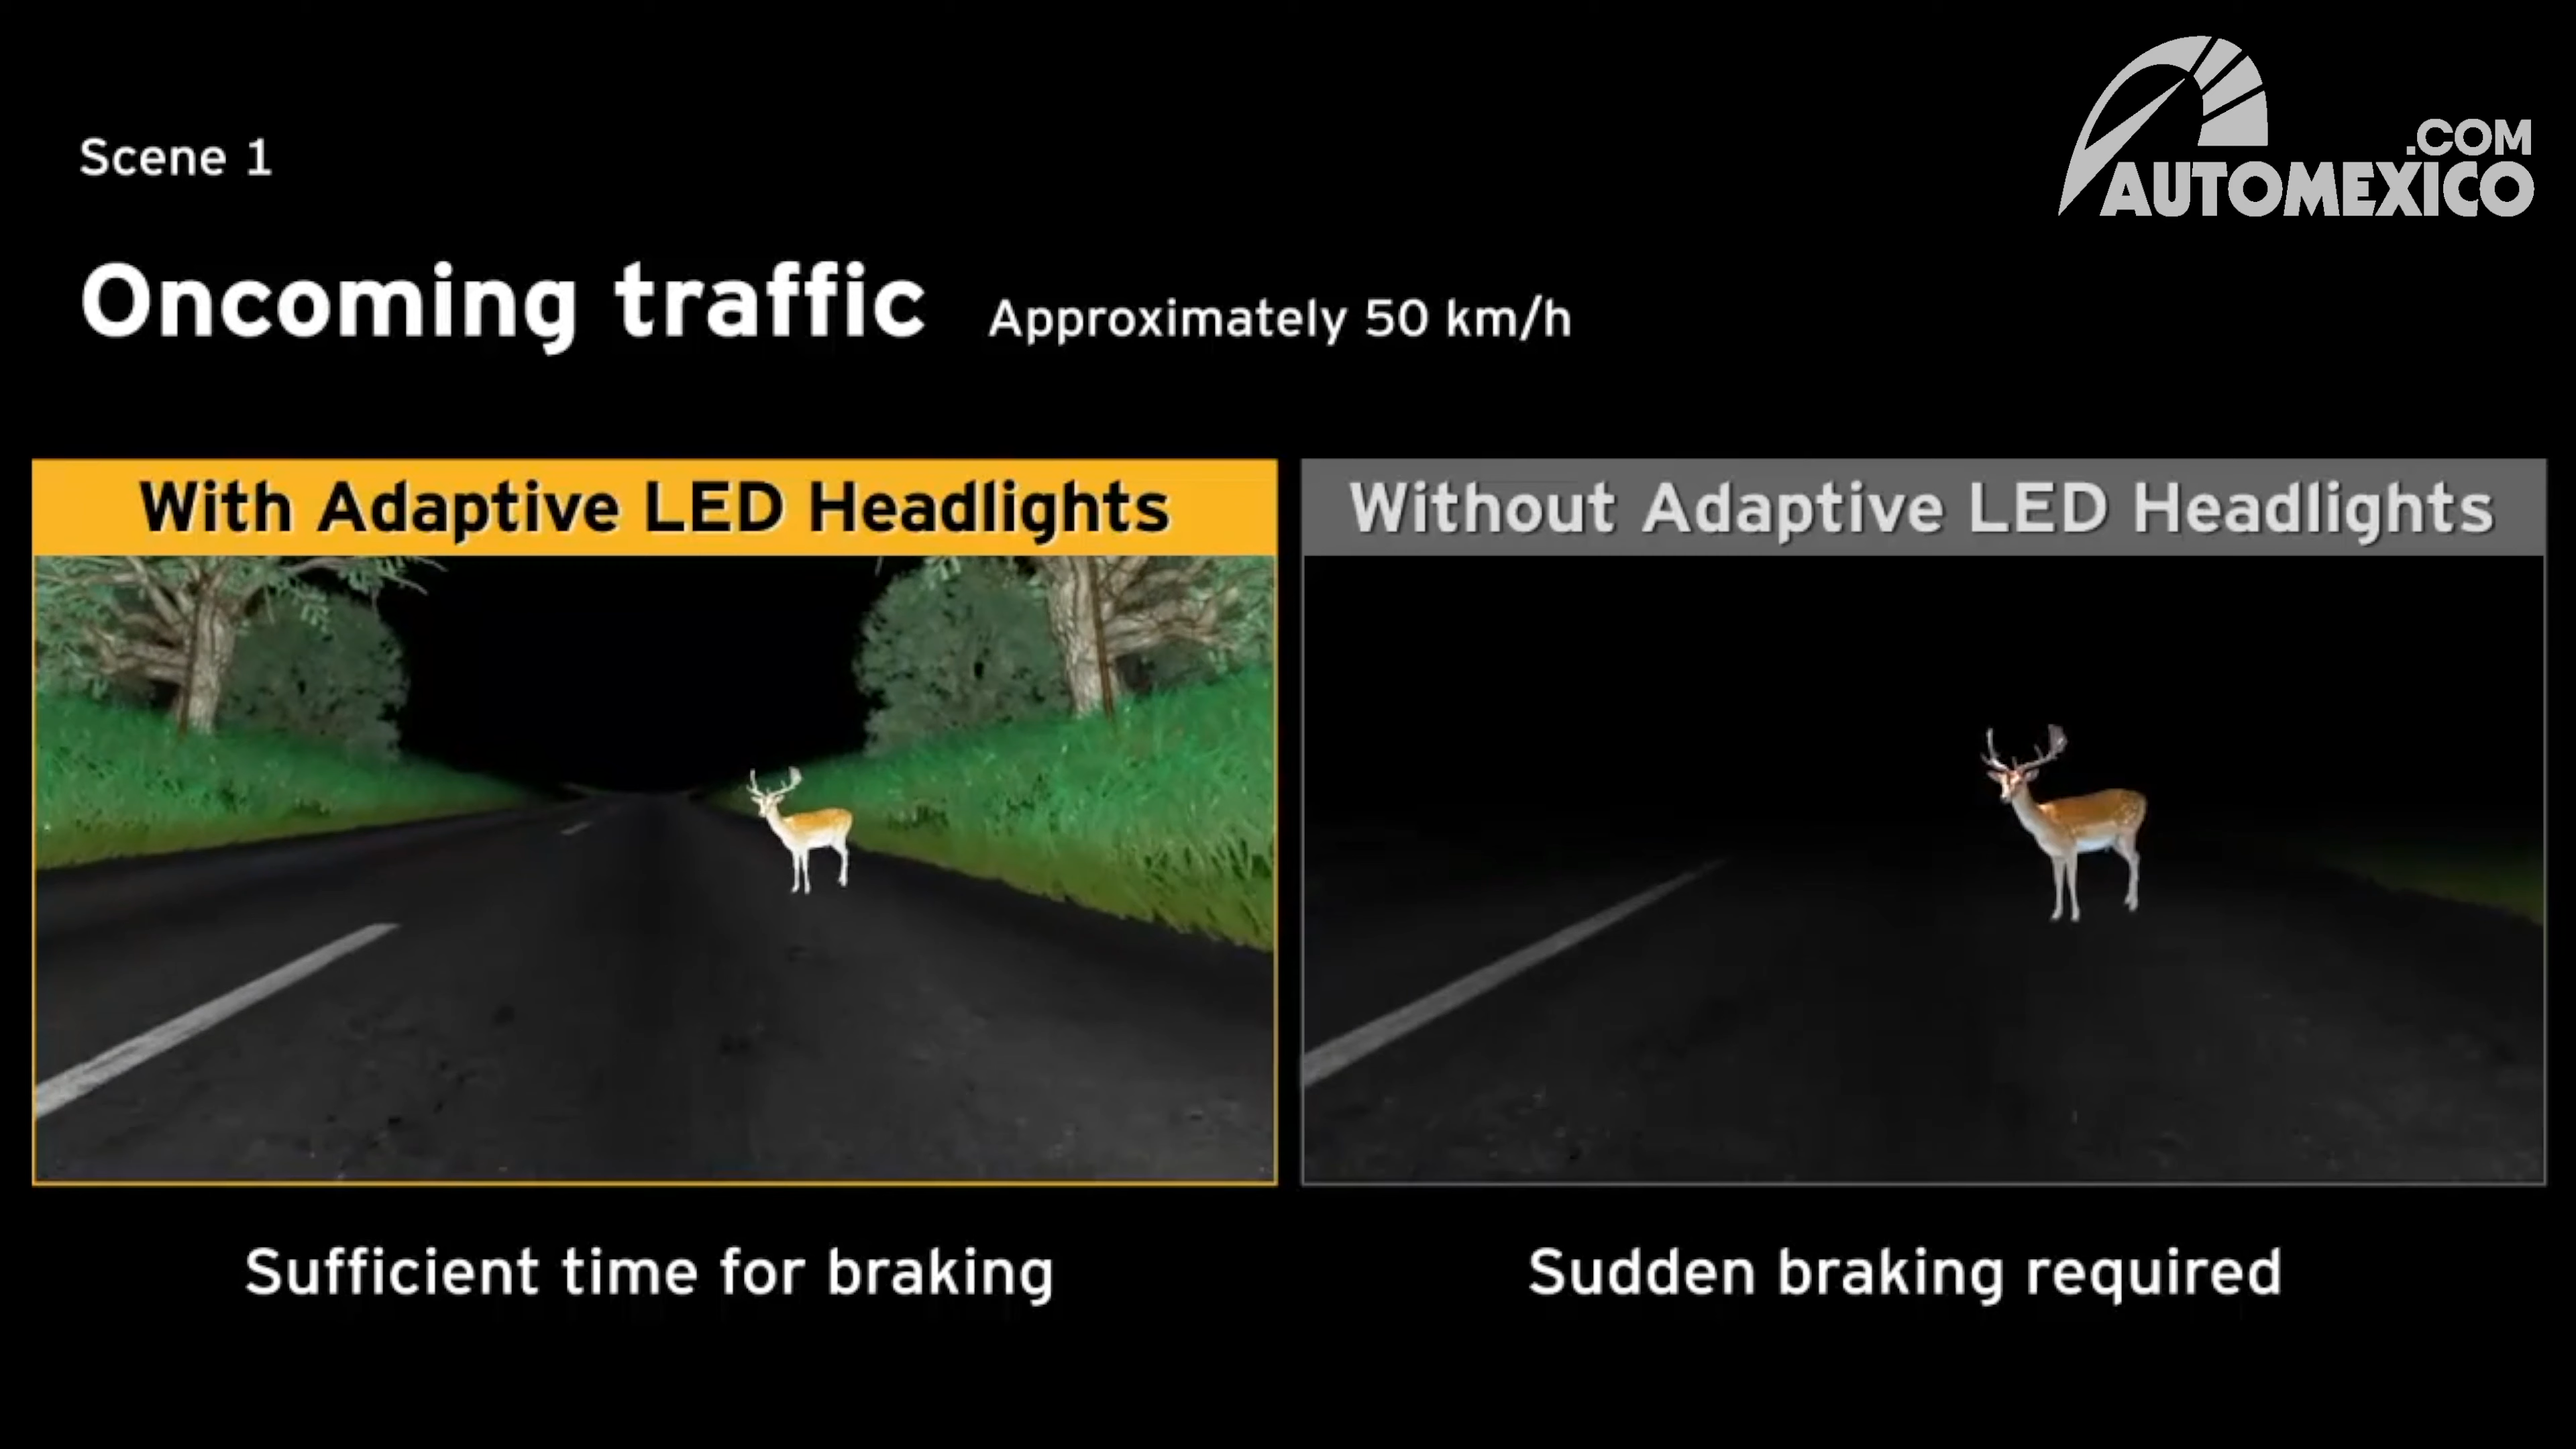 Scene 1
.COM
AUTOMEXICO
Oncoming traffic Approximately 50 km/h
With Adaptive LED Headlights
Without Adaptive LED Headlights
Sufficient time for braking
Sudden braking required